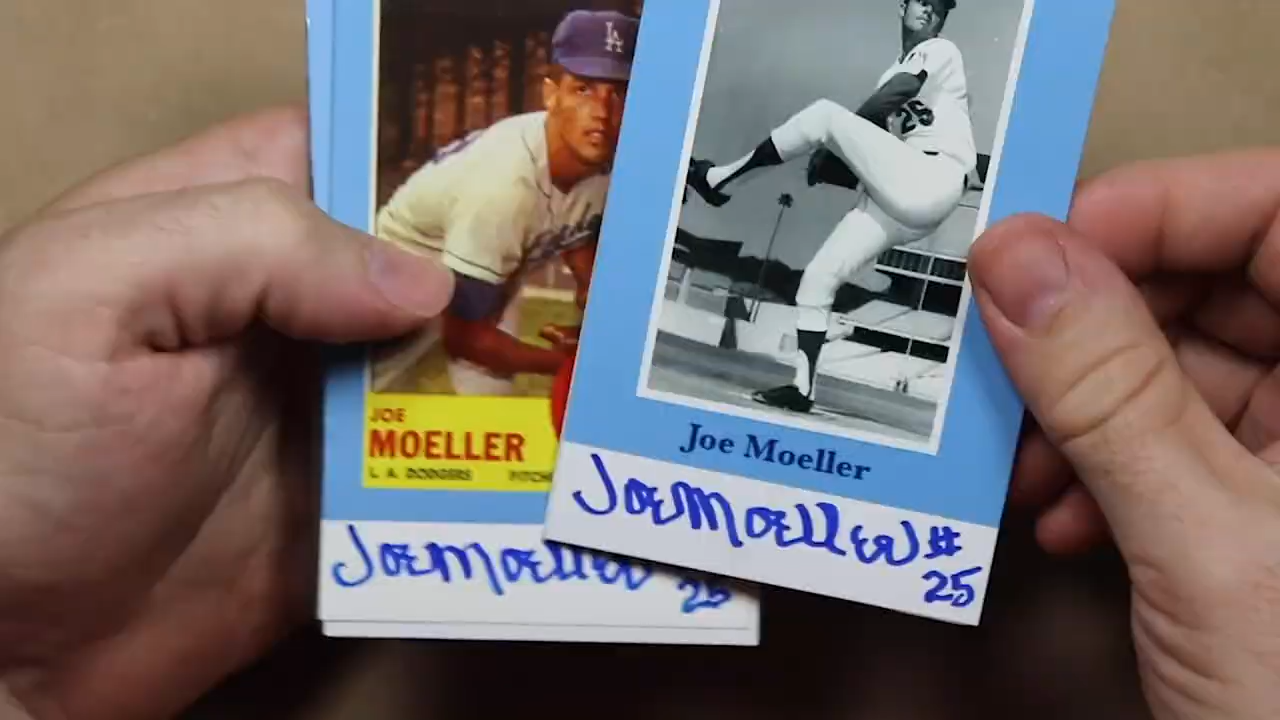 LA
JOE
MOELLER
L. A. DODGERS PITCH
JoeMoeller
25
25
Joe Moeller
JoeMoeller #
25